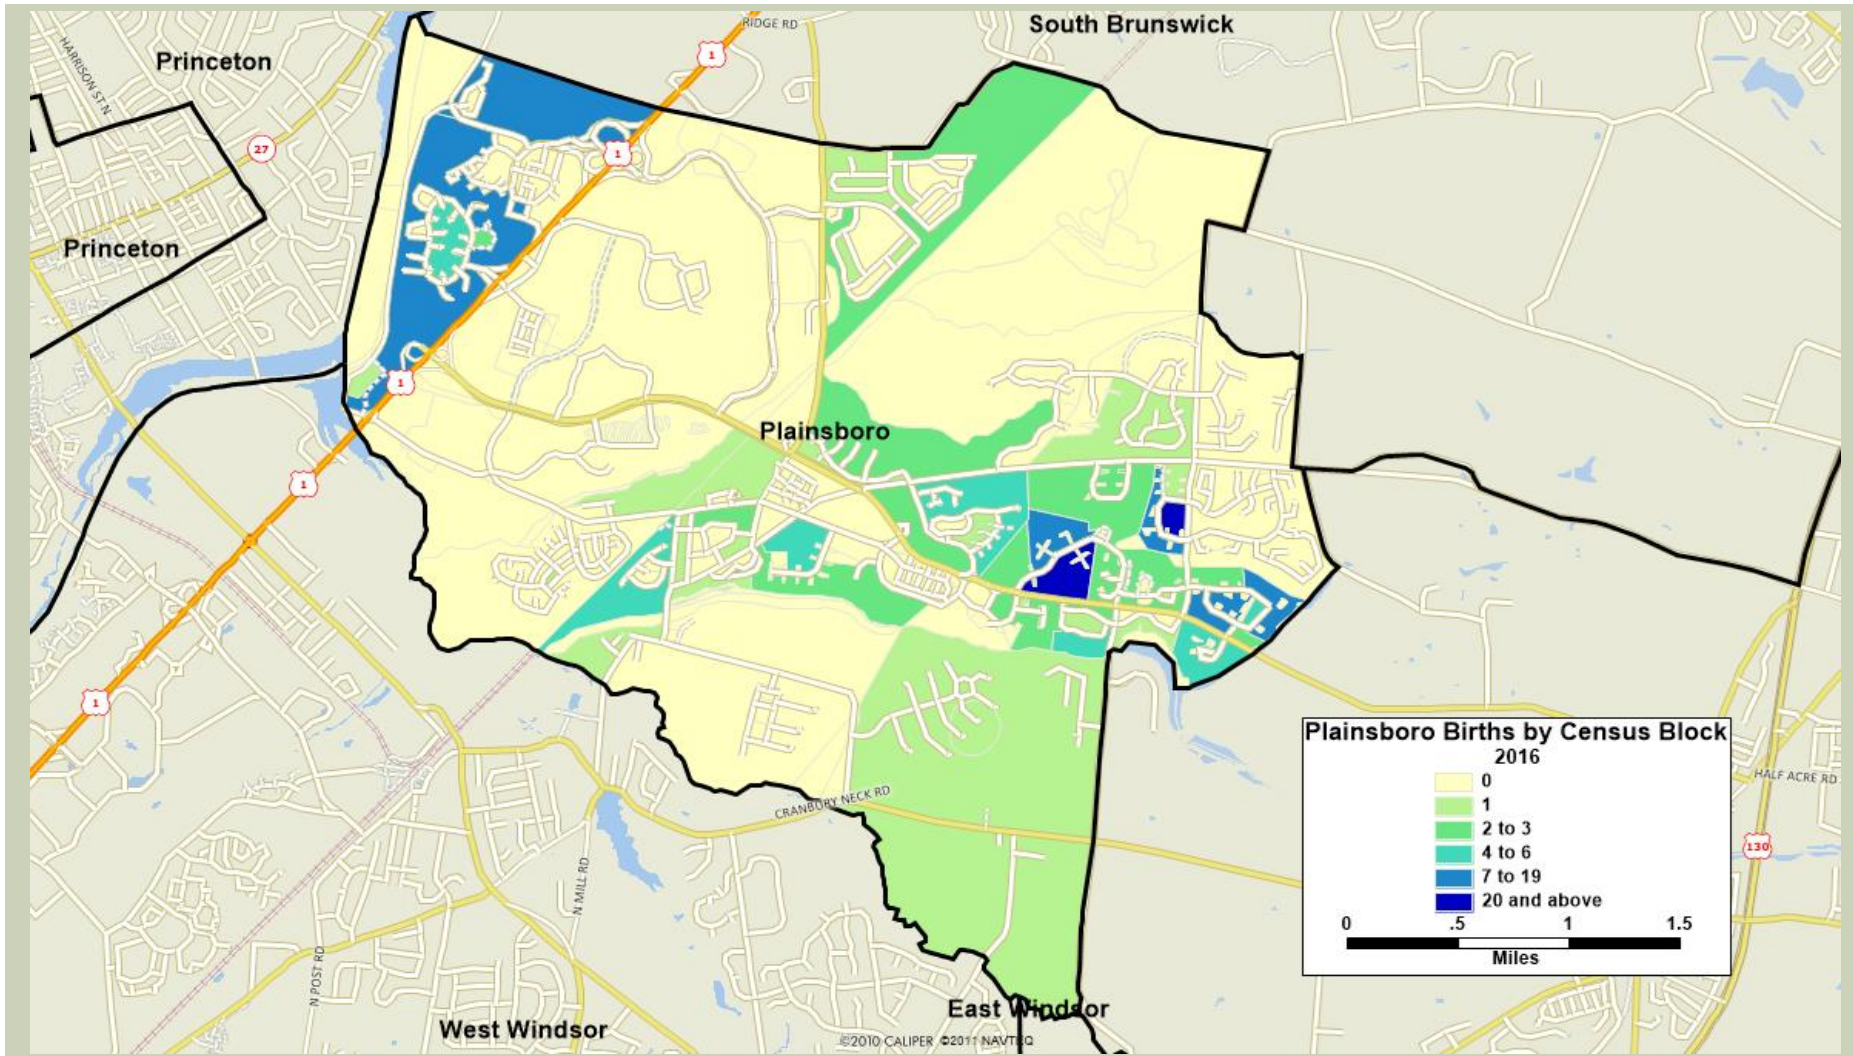 South Brunswick
RIDGE RD
1
Princeton
HARRISON ST N
27
1
Princeton
1
Plainsboro
1
1
Plainsboro Births by Census Block
2016
0
1
2 to 3
4 to 6
7 to 19
20 and above
0 .5 1 1.5
Miles
HALF ACRE RD
130
CRANBURY NECK RD
N MILL RD
N POST RD
East Windsor
West Windsor
©2010 CALIPER ©2011 NAVTEQ